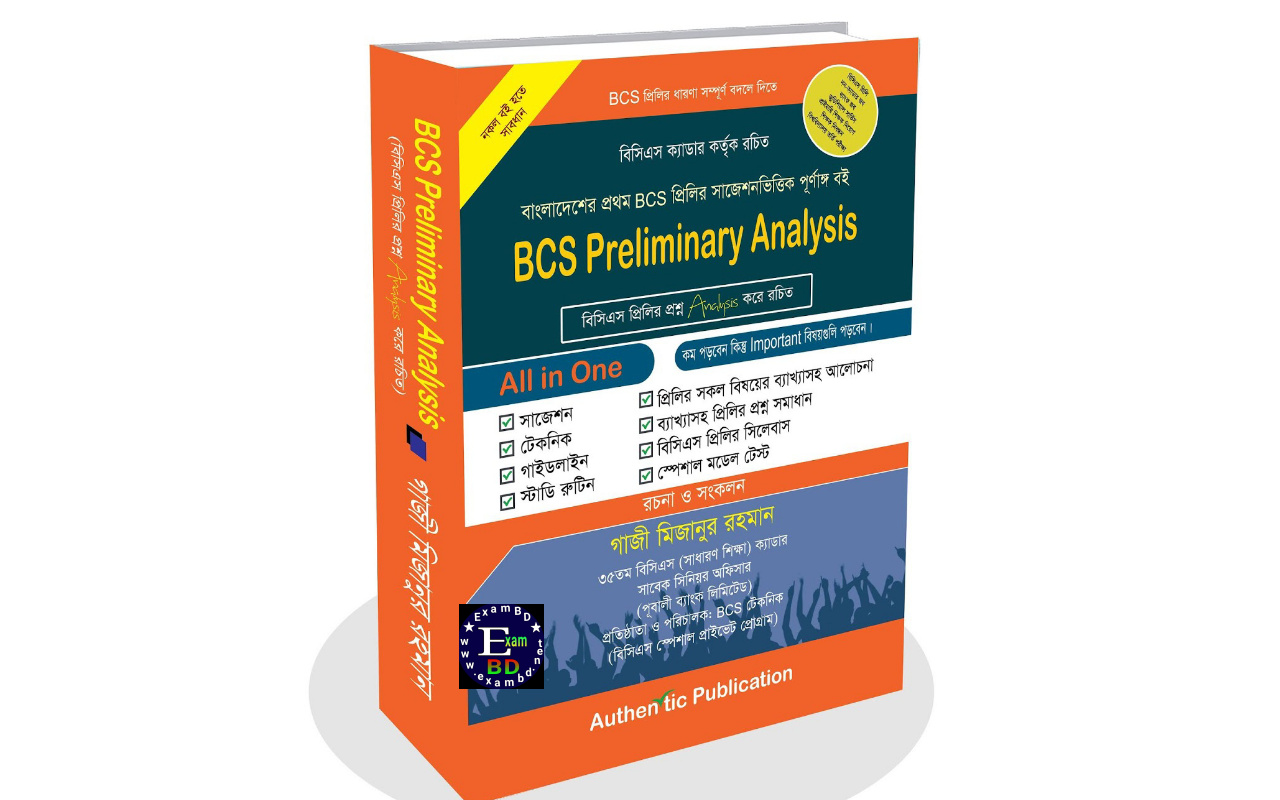 নকল বই হতে
সাবধান
BCS প্রিলির ধারণা সম্পূর্ণ বদলে দিতে
বিসিএস ক্যাডার কর্তৃক রচিত
বাংলাদেশের প্রথম BCS প্রিলির সাজেশনভিত্তিক পূর্ণাঙ্গ বই
BCS Preliminary Analysis
বিসিএস প্রিলির প্রশ্ন Analysis করে রচিত
All in One
কম পড়বেন কিন্তু Important বিষয়গুলি পড়বেন।
সাজেশন
টেকনিক
গাইডলাইন
স্টাডি রুটিন
প্রিলির সকল বিষয়ের ব্যাখ্যাসহ আলোচনা
ব্যাখ্যাসহ প্রিলির প্রশ্ন সমাধান
বিসিএস প্রিলির সিলেবাস
স্পেশাল মডেল টেস্ট
রচনা ও সংকলন
গাজী মিজানুর রহমান
৩৫তম বিসিএস (সাধারণ শিক্ষা) ক্যাডার
সাবেক সিনিয়র অফিসার
(পূবালী ব্যাংক লিমিটেড)
প্রতিষ্ঠাতা ও পরিচালক: BCS টেকনিক
(বিসিএস স্পেশাল প্রাইভেট প্রোগ্রাম)
Authentic Publication
BCS Preliminary Analysis
(বিসিএস প্রিলির প্রশ্ন Analysis করে রচিত)
গাজী মিজানুর রহমান
ExamBD
Exam
BD
www.exambd.